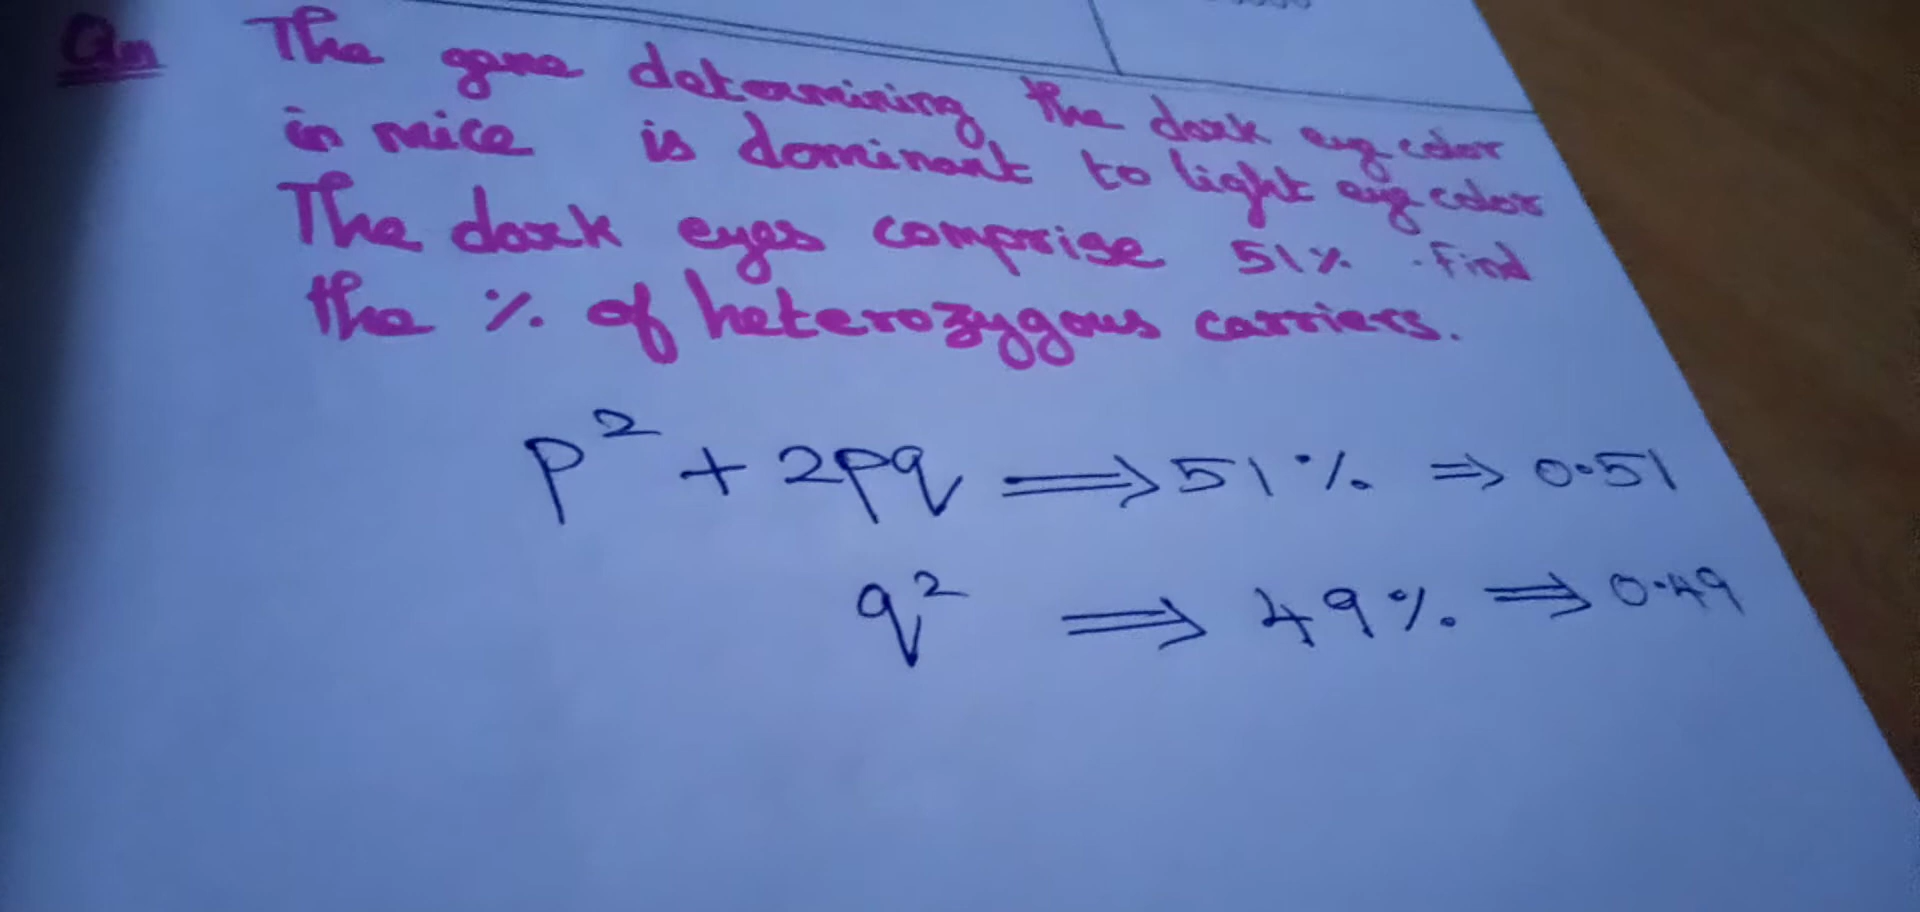 Qn The gene determining the dark eye color
in mice is dominant to light eye color
The dark eyes comprise 51% . Find
the % of heterozygous carriers.
p² + 2pq ⟹ 51% ⇒ 0.51
q² ⟹ 49% ⟹ 0.49